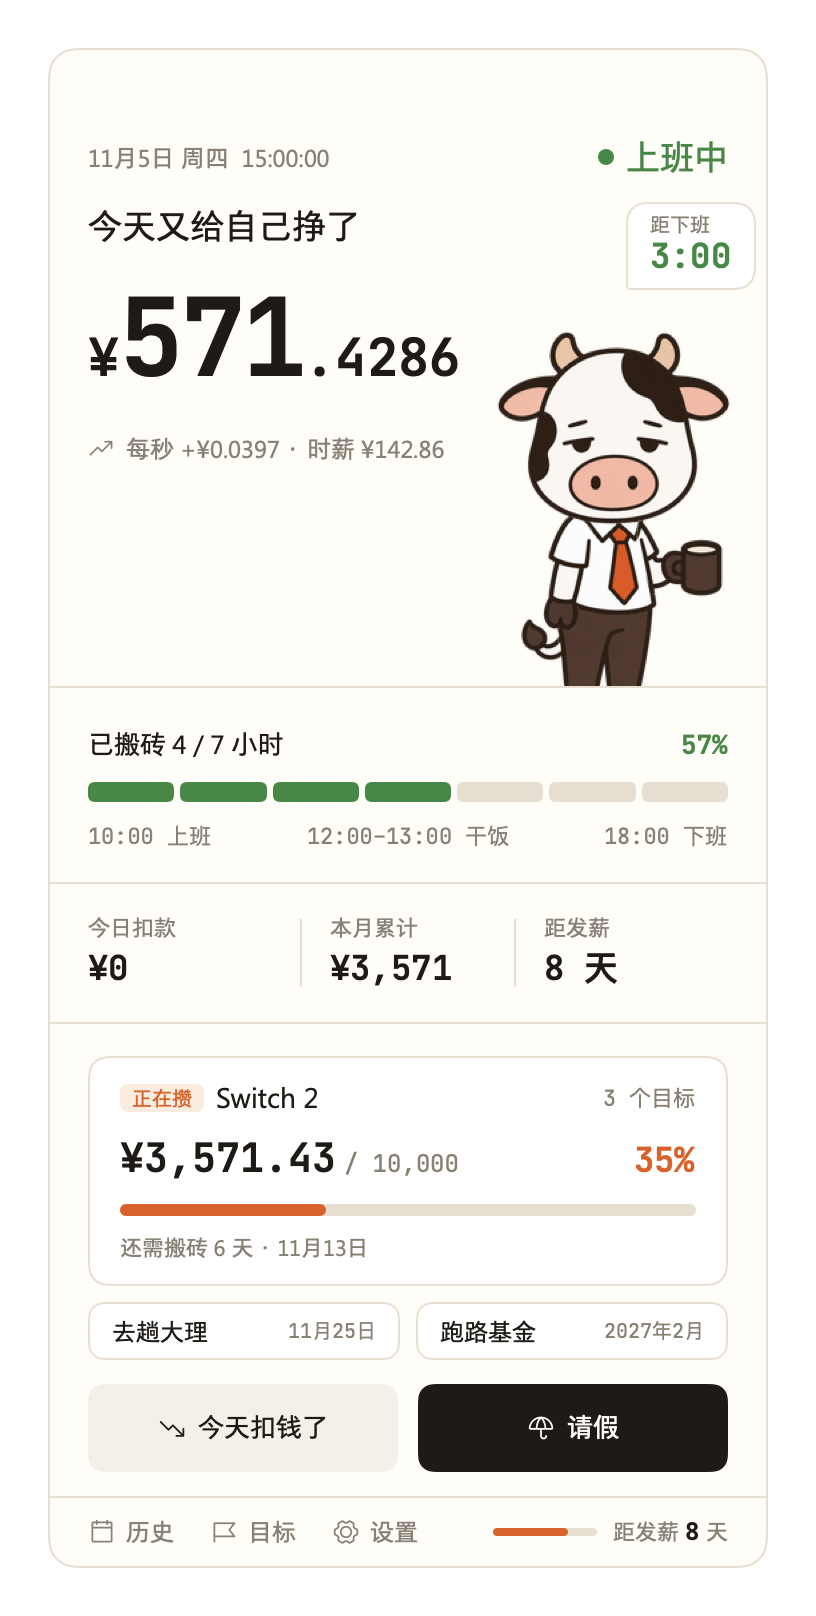 11月5日 周四 15:00:00
上班中
今天又给自己挣了
距下班
3:00
¥571.4286
每秒 +¥0.0397 · 时薪 ¥142.86
已搬砖 4 / 7 小时
57%
10:00 上班
12:00–13:00 干饭
18:00 下班
今日扣款
¥0
本月累计
¥3,571
距发薪
8 天
正在攒 Switch 2
3 个目标
¥3,571.43 / 10,000
35%
还需搬砖 6 天 · 11月13日
去趟大理
11月25日
跑路基金
2027年2月
今天扣钱了
请假
历史
目标
设置
距发薪 8 天